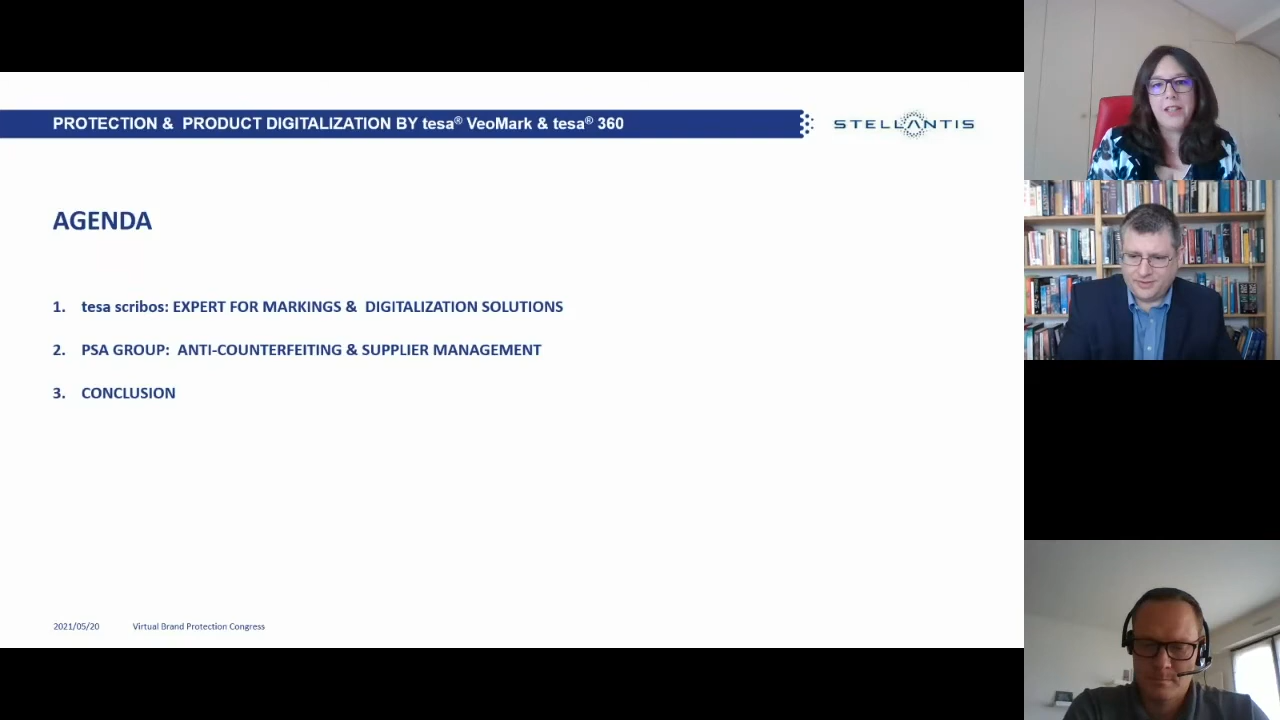 PROTECTION & PRODUCT DIGITALIZATION BY tesa® VeoMark & tesa® 360
STELLANTIS
AGENDA
1. tesa scribos: EXPERT FOR MARKINGS & DIGITALIZATION SOLUTIONS
2. PSA GROUP: ANTI-COUNTERFEITING & SUPPLIER MANAGEMENT
3. CONCLUSION
2021/05/20 Virtual Brand Protection Congress